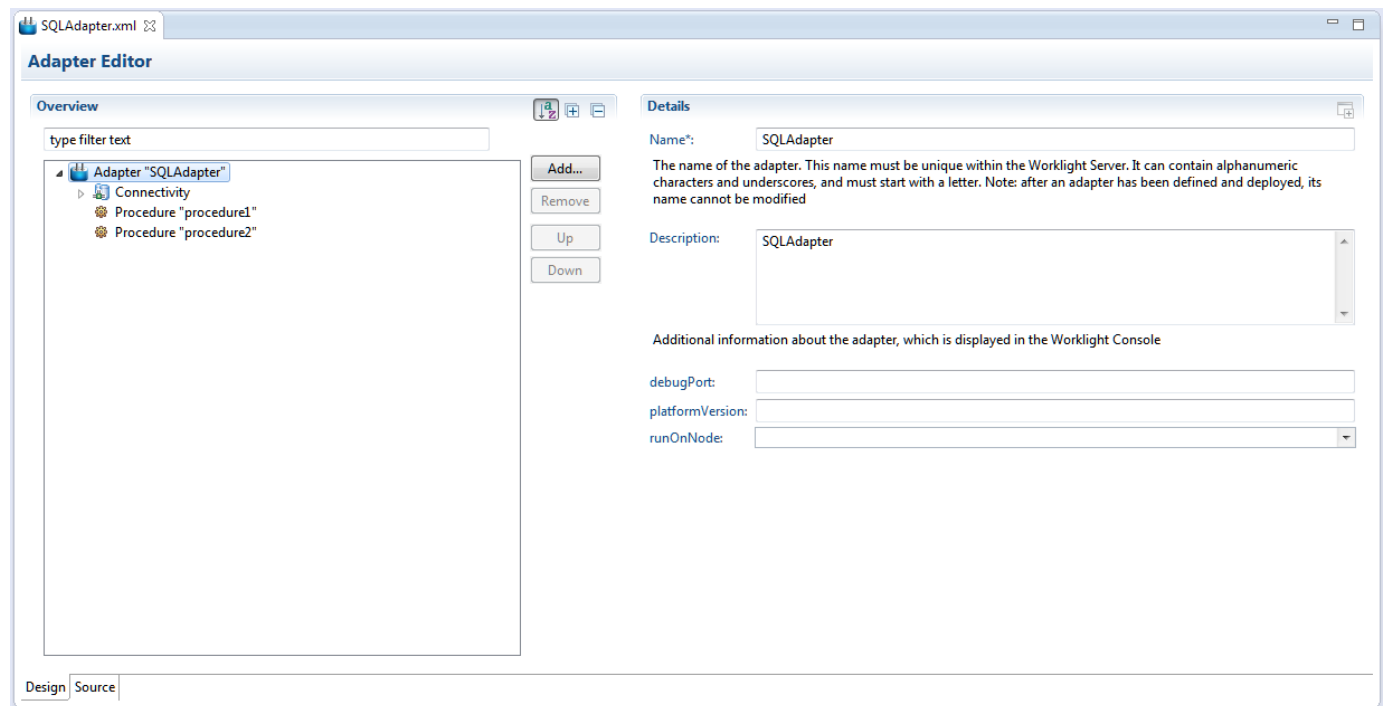 SQLAdapter.xml
Adapter Editor
Overview
type filter text
Adapter "SQLAdapter"
Connectivity
Procedure "procedure1"
Procedure "procedure2"
Add...
Remove
Up
Down
Details
Name*: SQLAdapter
The name of the adapter. This name must be unique within the Worklight Server. It can contain alphanumeric
characters and underscores, and must start with a letter. Note: after an adapter has been defined and deployed, its
name cannot be modified
Description: SQLAdapter
Additional information about the adapter, which is displayed in the Worklight Console
debugPort:
platformVersion:
runOnNode:
Design Source